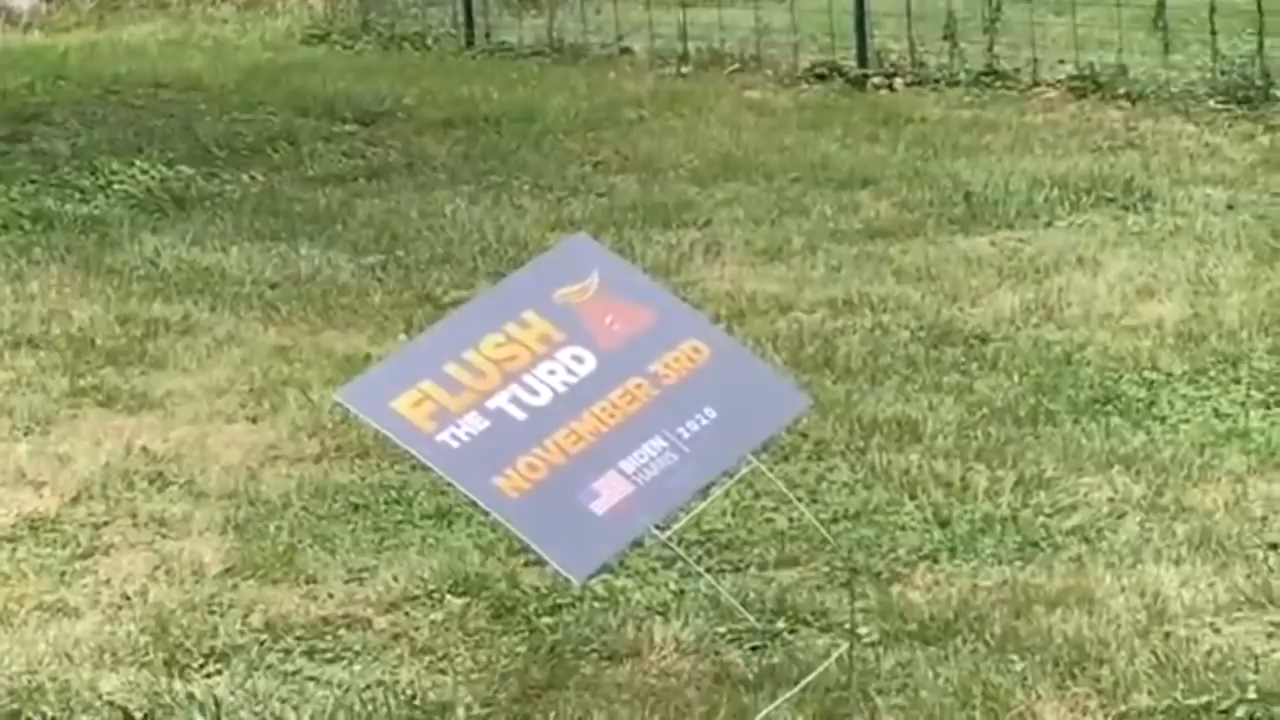 FLUSH
THE TURD
NOVEMBER 3RD
BIDEN
HARRIS
2020